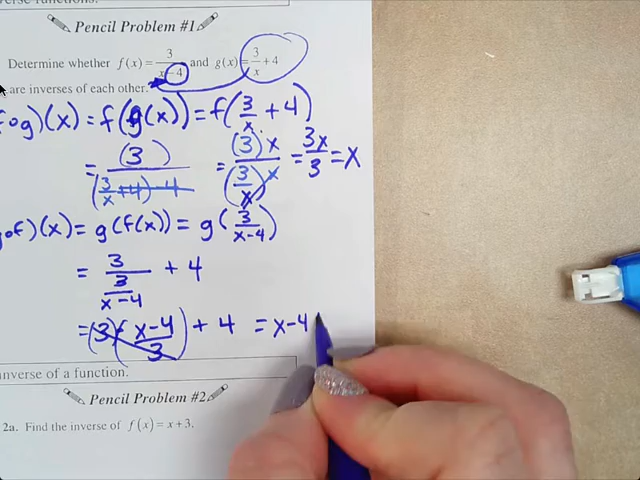 verse functions.
Pencil Problem #1
Determine whether f(x) = 3/(x-4) and g(x) = 3/x + 4
are inverses of each other.
(f∘g)(x) = f(g(x)) = f(3/x + 4)
= (3)/((3/x + 4) - 4) = (3)x/((3/x)x) = 3x/3 = x
(g∘f)(x) = g(f(x)) = g(3/(x-4))
= 3/(3/(x-4)) + 4
= (3)((x-4)/3) + 4 = x-4
inverse of a function.
Pencil Problem #2
2a. Find the inverse of f(x) = x + 3.